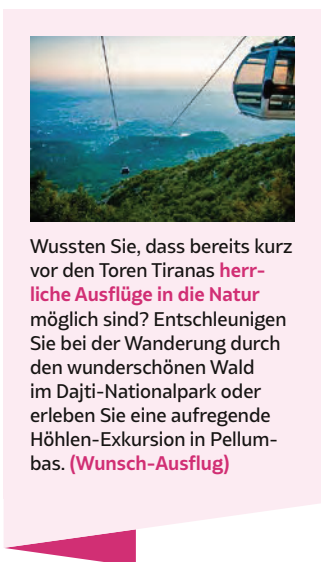 Wussten Sie, dass bereits kurz
vor den Toren Tiranas herr-
liche Ausflüge in die Natur
möglich sind? Entschleunigen
Sie bei der Wanderung durch
den wunderschönen Wald
im Dajti-Nationalpark oder
erleben Sie eine aufregende
Höhlen-Exkursion in Pellum-
bas. (Wunsch-Ausflug)